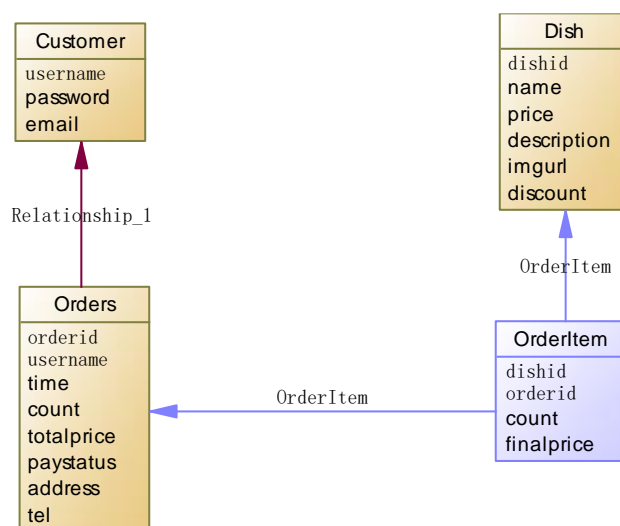 Customer
username
password
email
Dish
dishid
name
price
description
imgurl
discount
Relationship_1
OrderItem
Orders
orderid
username
time
count
totalprice
paystatus
address
tel
OrderItem
OrderItem
dishid
orderid
count
finalprice